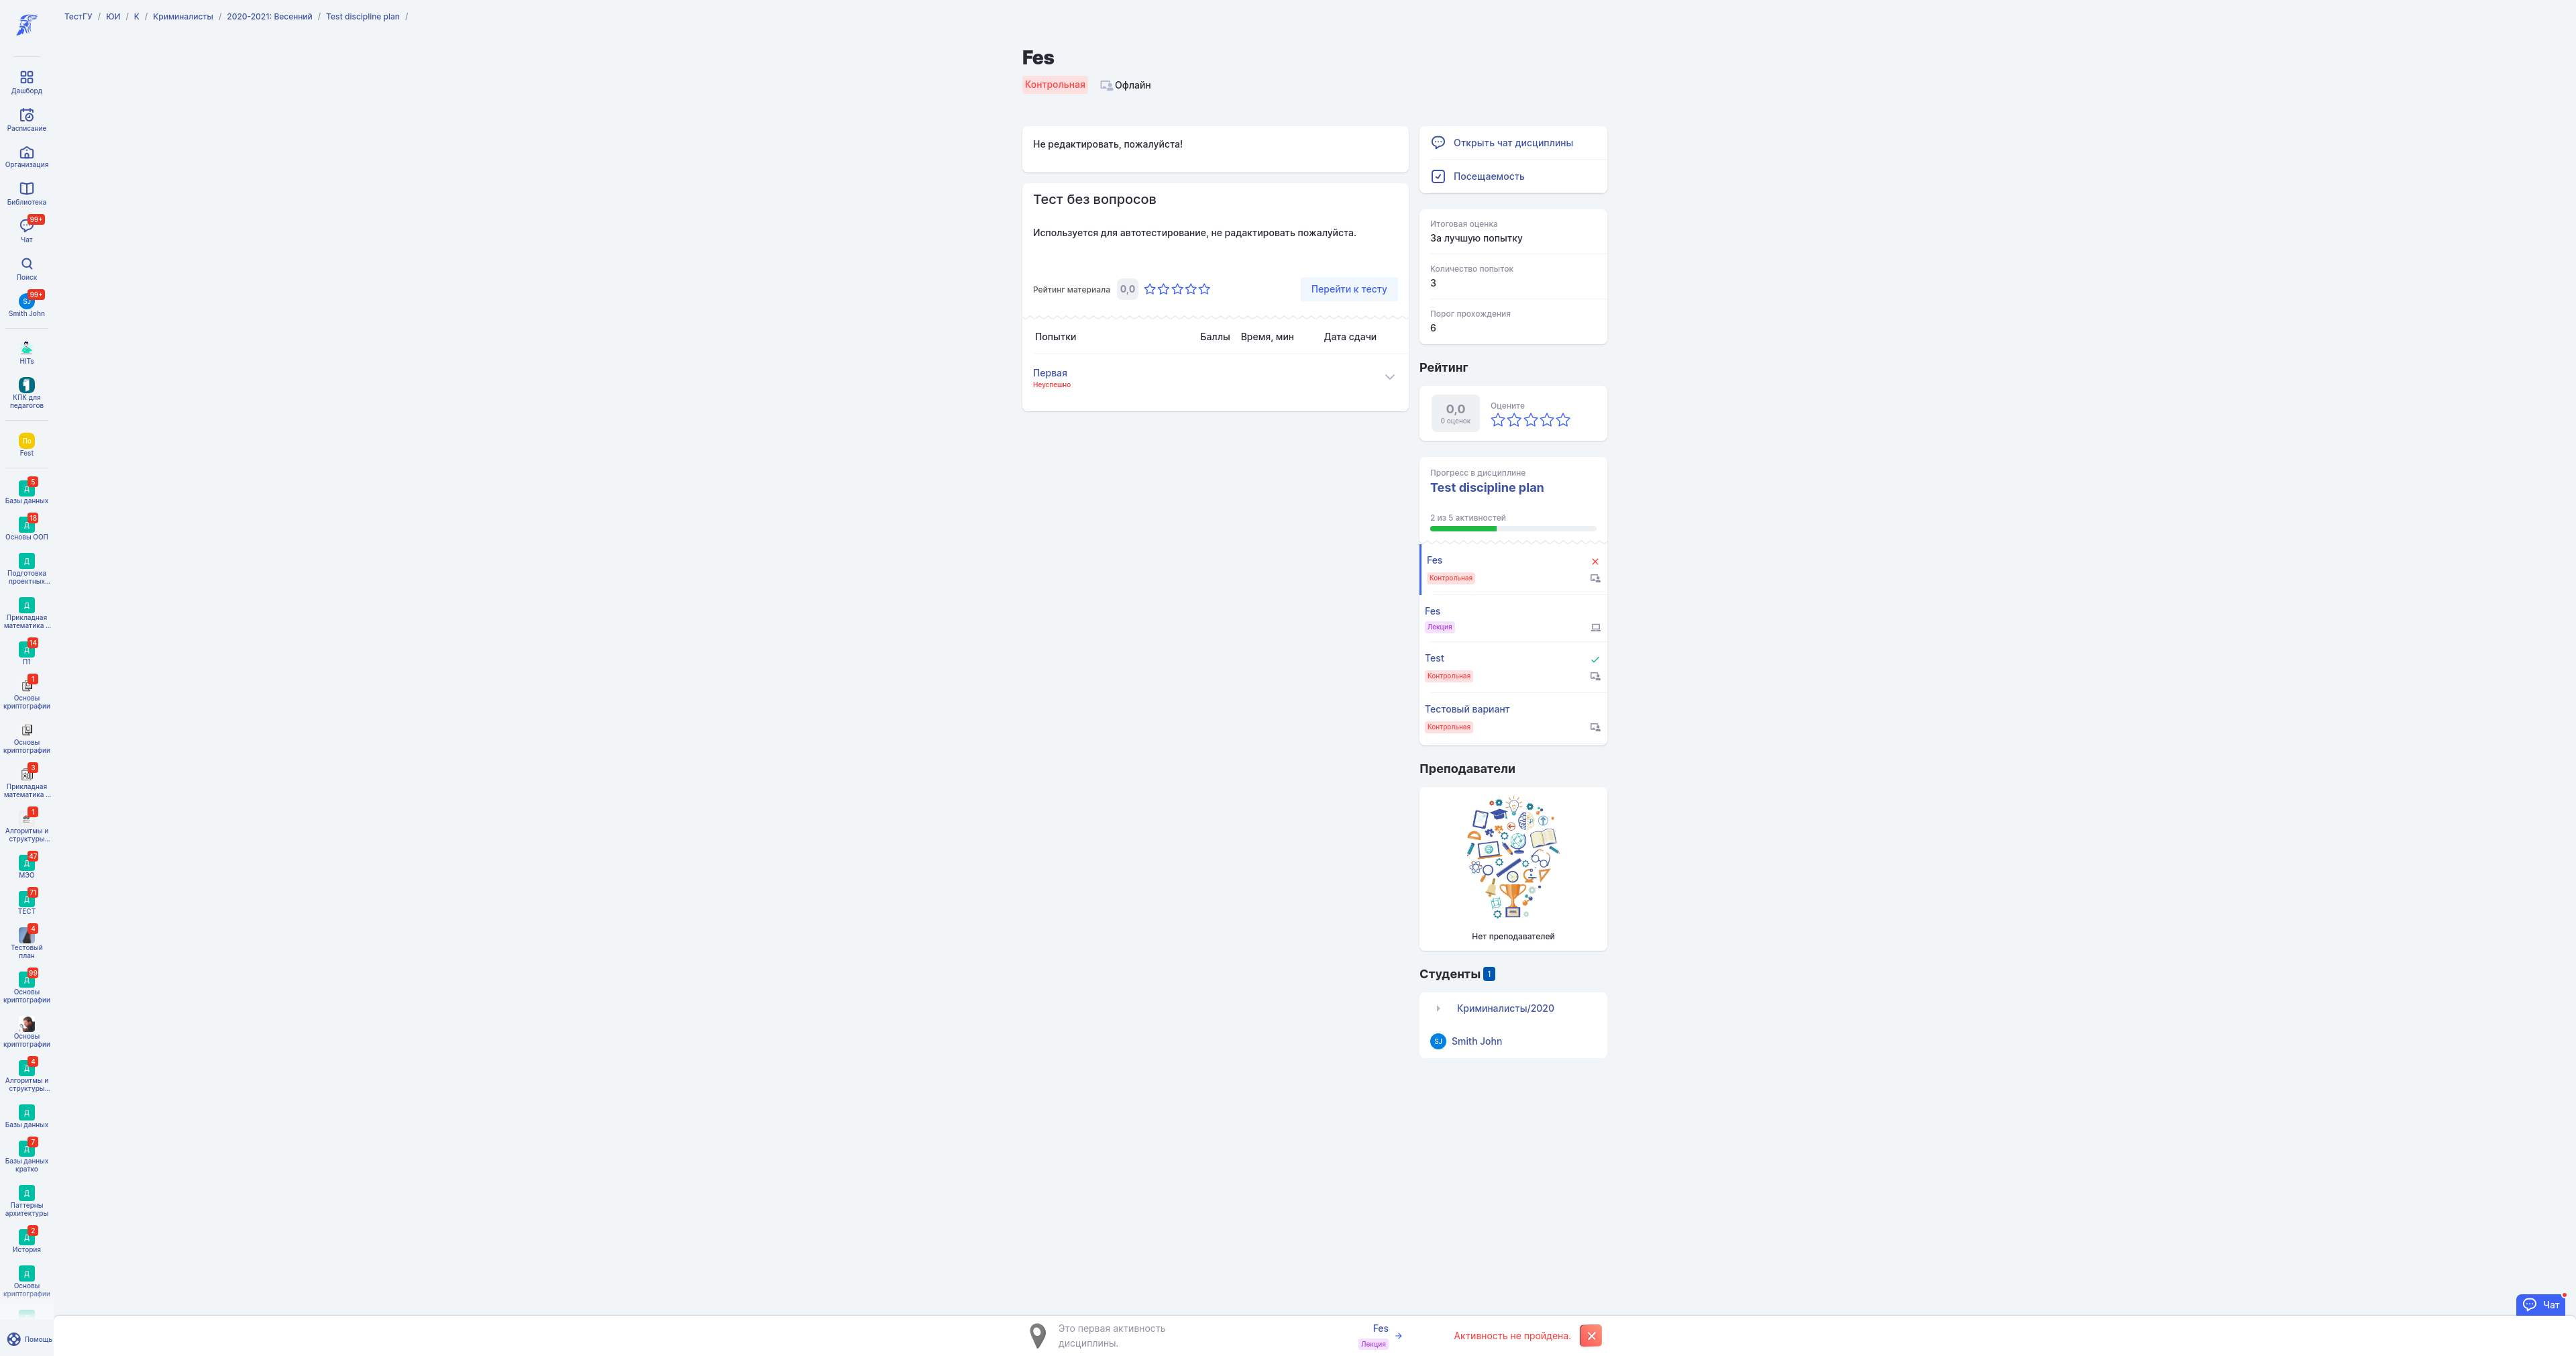 ТестГУ / ЮИ / К / Криминалисты / 2020-2021: Весенний / Test discipline plan /
Дашборд
Расписание
Организация
Библиотека
99+
Чат
Поиск
SJ
99+
Smith John
HITs
КПК для
педагогов
Па
Fest
Д
5
Базы данных
Д
18
Основы ООП
Д
Подготовка
проектных...
Д
Прикладная
математика ...
Д
14
П1
1
Основы
криптографии
Основы
криптографии
3
Прикладная
математика ...
1
Алгоритмы и
структуры...
Д
47
МЭО
Д
71
ТЕСТ
4
Тестовый
план
Д
99
Основы
криптографии
Основы
криптографии
Д
4
Алгоритмы и
структуры...
Д
Базы данных
Д
7
Базы данных
кратко
Д
Паттерны
архитектуры
Д
2
История
Д
Основы
криптографии
Помощь
Fes
Контрольная
Офлайн
Не редактировать, пожалуйста!
Тест без вопросов
Используется для автотестирование, не радактировать пожалуйста.
Рейтинг материала 0,0
Перейти к тесту
Попытки Баллы Время, мин Дата сдачи
Первая
Неуспешно
Открыть чат дисциплины
Посещаемость
Итоговая оценка
За лучшую попытку
Количество попыток
3
Порог прохождения
6
Рейтинг
0,0
0 оценок
Оцените
Прогресс в дисциплине
Test discipline plan
2 из 5 активностей
Fes
Контрольная
Fes
Лекция
Test
Контрольная
Тестовый вариант
Контрольная
Преподаватели
Нет преподавателей
Студенты 1
Криминалисты/2020
SJ Smith John
Это первая активность
дисциплины.
Fes
Лекция
Активность не пройдена.
Чат